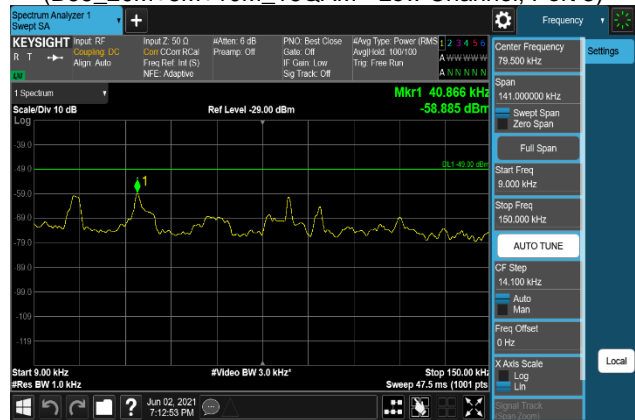 Spectrum Analyzer 1
Swept SA
Frequency
KEYSIGHT
R T
LW
Input: RF
Coupling: DC
Align: Auto
Input Z: 50 Ω
Corr CCorr RCal
Freq Ref: Int (S)
NFE: Adaptive
#Atten: 6 dB
Preamp: Off
PNO: Best Close
Gate: Off
IF Gain: Low
Sig Track: Off
#Avg Type: Power (RMS
Avg|Hold: 100/100
Trig: Free Run
1 2 3 4 5 6
A W W W W W
A N N N N N
1 Spectrum
Scale/Div 10 dB
Log
Ref Level -29.00 dBm
Mkr1 40.866 kHz
-58.885 dBm
-39.0
-49.0
-59.0
-69.0
-79.0
-89.0
-99.0
-109
-119
1
DL1 -49.00 dBm
Start 9.00 kHz
#Res BW 1.0 kHz
#Video BW 3.0 kHz*
Stop 150.00 kHz
Sweep 47.5 ms (1001 pts
Jun 02, 2021
7:12:53 PM
Center Frequency
79.500 kHz
Settings
Span
141.000000 kHz
Swept Span
Zero Span
Full Span
Start Freq
9.000 kHz
Stop Freq
150.000 kHz
AUTO TUNE
CF Step
14.100 kHz
Auto
Man
Freq Offset
0 Hz
X Axis Scale
Log
Lin
Local
Signal Track
(Span Zoom)